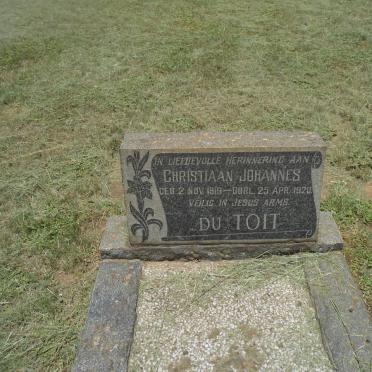 IN LIEFDEVOLLE HERINNERING AAN
CHRISTIAAN JOHANNES
GEB. 2 NOV. 1919 – OORL. 25 APR. 1920
VEILIG IN JESUS ARMS.
DU TOIT